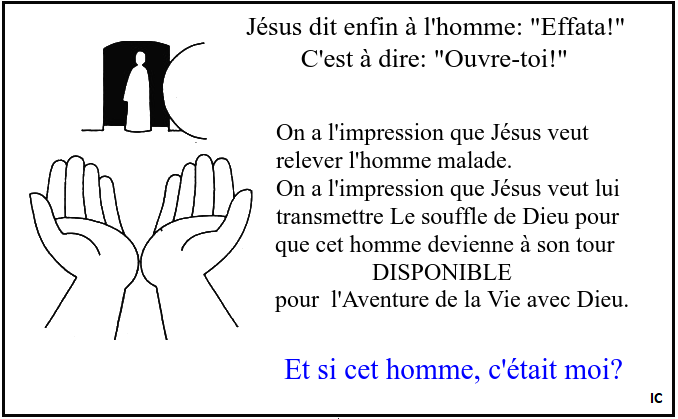 Jésus dit enfin à l'homme: "Effata!"
C'est à dire: "Ouvre-toi!"
On a l'impression que Jésus veut
relever l'homme malade.
On a l'impression que Jésus veut lui
transmettre Le souffle de Dieu pour
que cet homme devienne à son tour
DISPONIBLE
pour l'Aventure de la Vie avec Dieu.
Et si cet homme, c'était moi?
IC